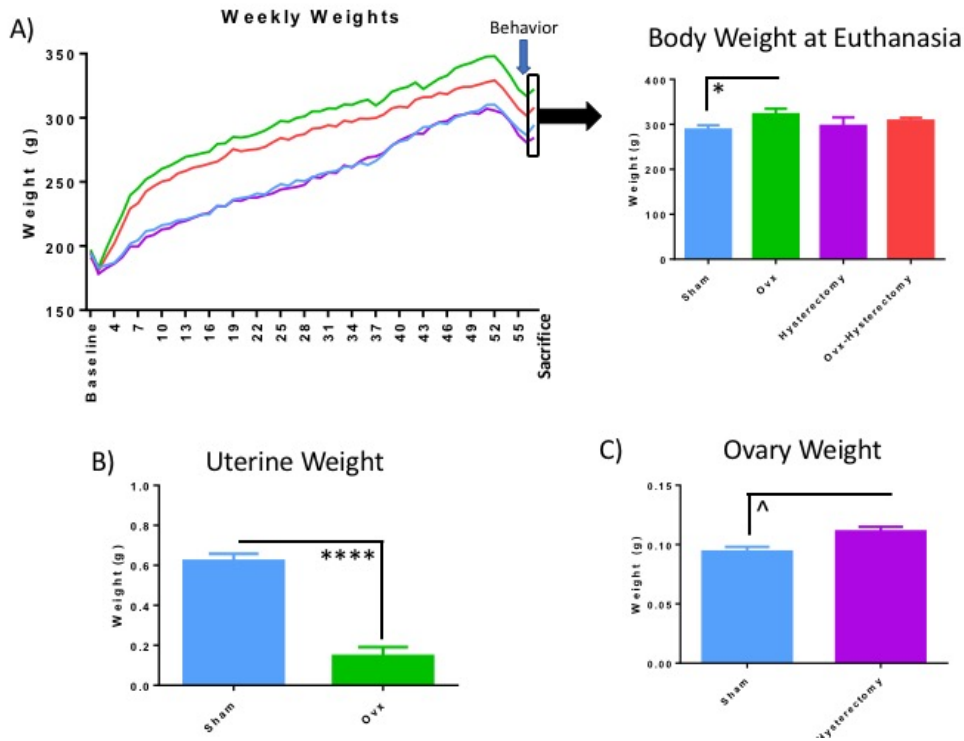 A)
Weekly Weights
Behavior
350
300
250
200
150
Weight (g)
Baseline
4
7
10
13
16
19
22
25
28
31
34
37
40
43
46
49
52
55
Sacrifice
Body Weight at Euthanasia
400
300
200
100
0
Weight (g)
*
Sham
Ovx
Hysterectomy
Ovx-Hysterectomy
B)
Uterine Weight
1.0
0.8
0.6
0.4
0.2
0.0
Weight (g)
****
Sham
Ovx
C)
Ovary Weight
0.15
0.10
0.05
0.00
Weight (g)
^
Sham
Hysterectomy